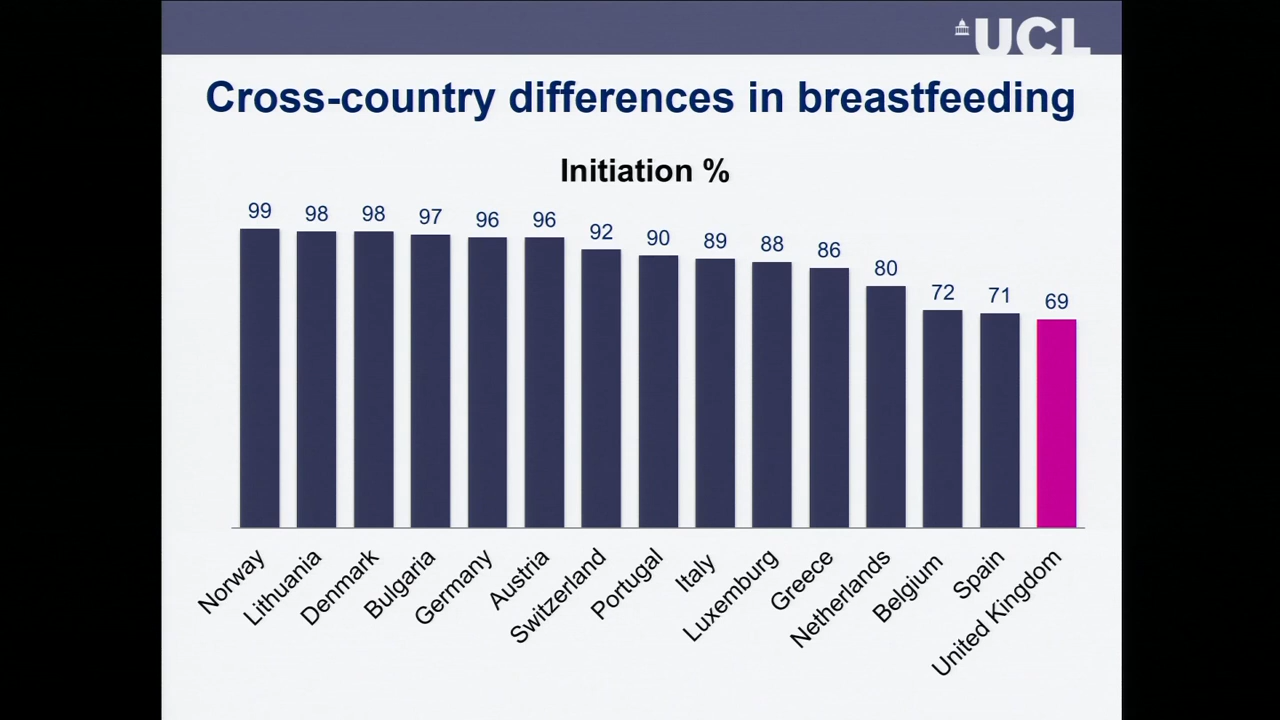 UCL
Cross-country differences in breastfeeding
Initiation %
99 98 98 97 96 96 92 90 89 88 86 80 72 71 69
Norway Lithuania Denmark Bulgaria Germany Austria Switzerland Portugal Italy Luxemburg Greece Netherlands Belgium Spain United Kingdom